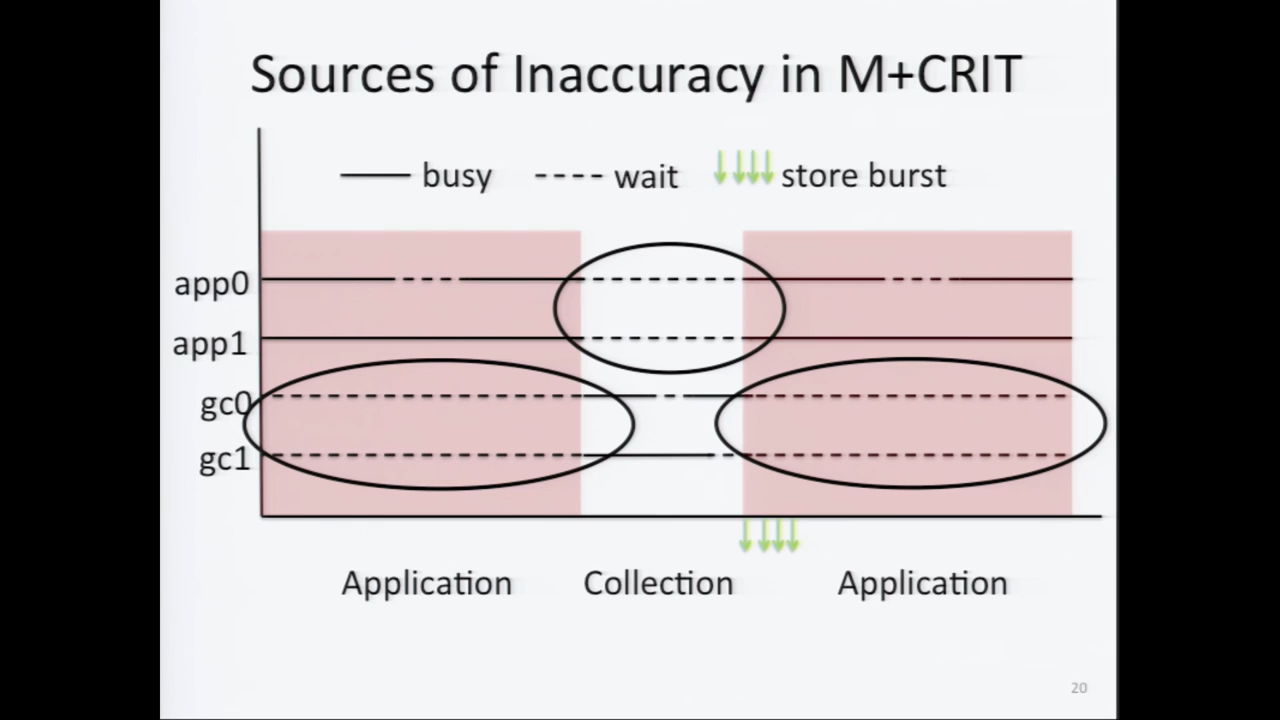 Sources of Inaccuracy in M+CRIT
busy wait store burst
app0
app1
gc0
gc1
Application Collection Application
20